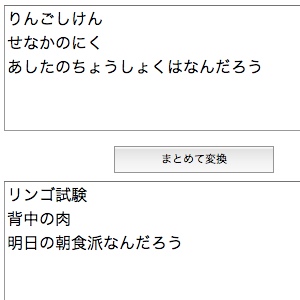 りんごしけん
せなかのにく
あしたのちょうしょくはなんだろう
まとめて変換
リンゴ試験
背中の肉
明日の朝食派なんだろう